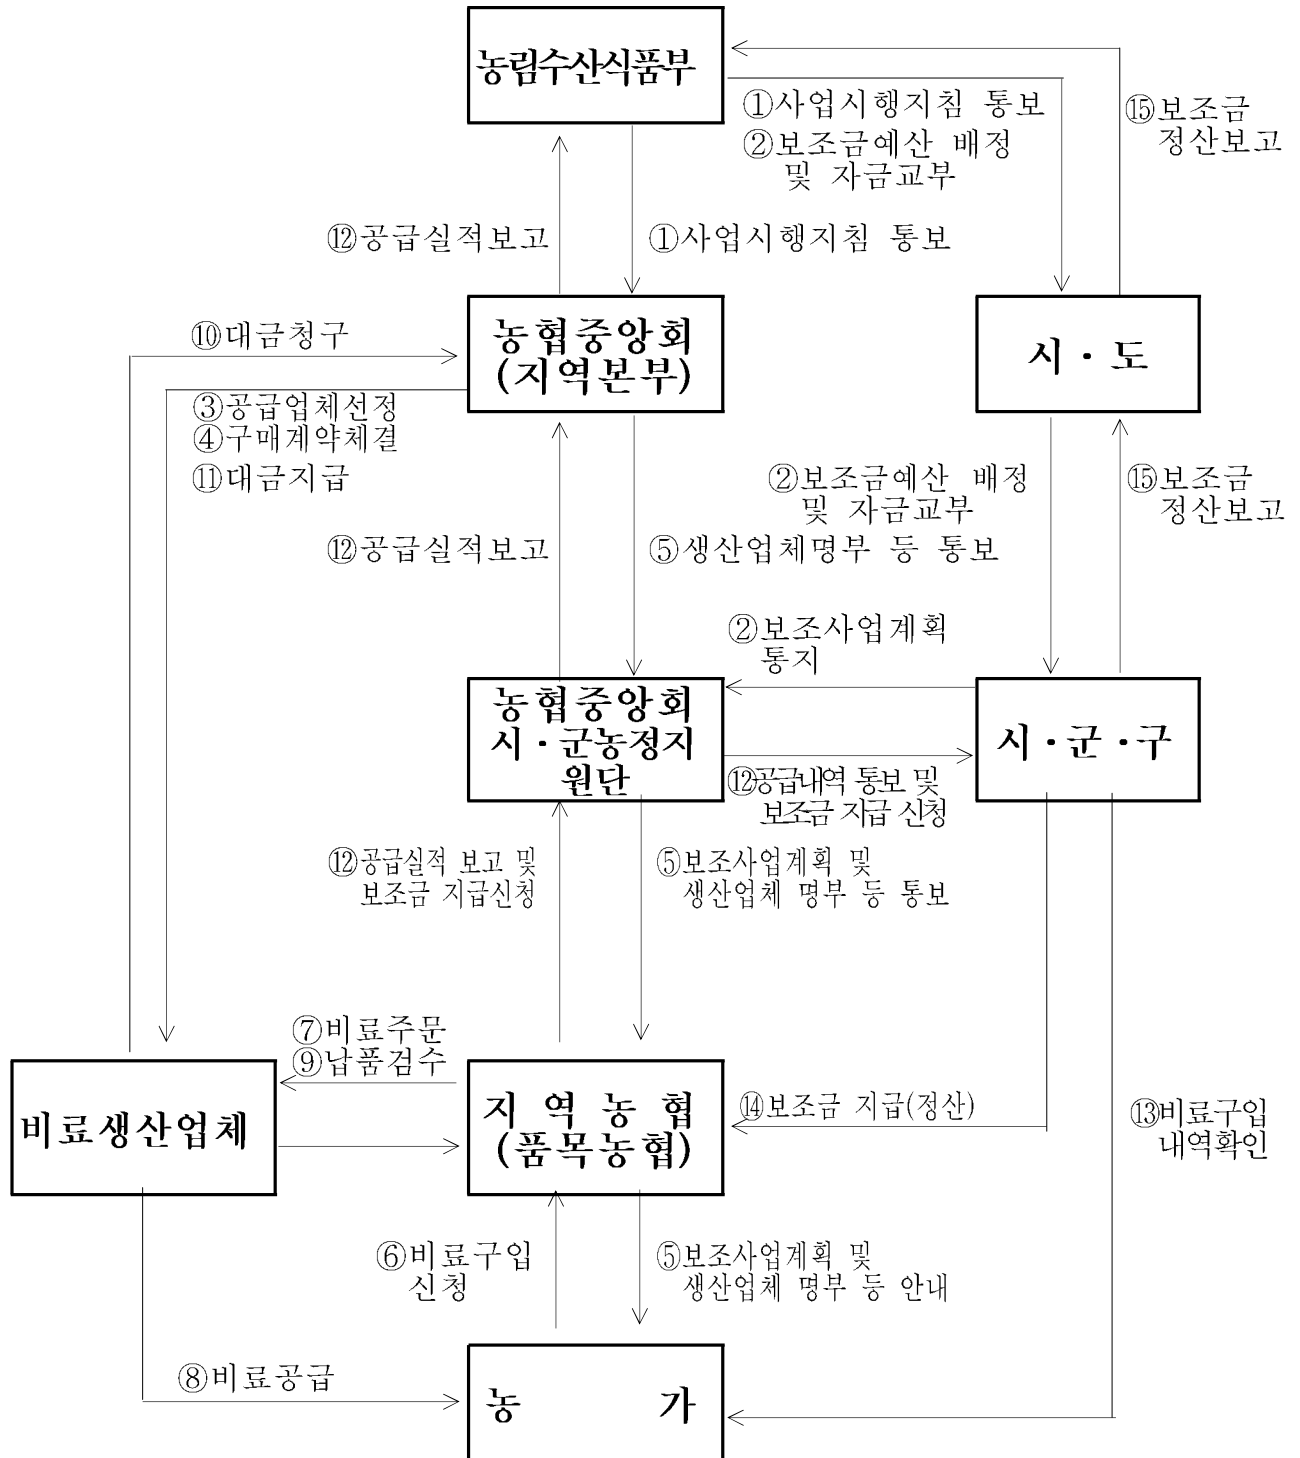 농림수산식품부
①사업시행지침 통보
②보조금예산 배정
및 자금교부
⑮보조금
정산보고
⑫공급실적보고
①사업시행지침 통보
⑩대금청구
농협중앙회
(지역본부)
시·도
③공급업체선정
④구매계약체결
⑪대금지급
②보조금예산 배정
및 자금교부
⑮보조금
정산보고
⑫공급실적보고
⑤생산업체명부 등 통보
②보조사업계획
통지
농협중앙회
시·군농정지
원단
시·군·구
⑫공급내역 통보 및
보조금 지급 신청
⑫공급실적 보고 및
보조금 지급신청
⑤보조사업계획 및
생산업체 명부 등 통보
⑦비료주문
⑨납품검수
비료생산업체
지 역 농 협
(품목농협)
⑭보조금 지급(정산)
⑬비료구입
내역확인
⑥비료구입
신청
⑤보조사업계획 및
생산업체 명부 등 안내
⑧비료공급
농 가